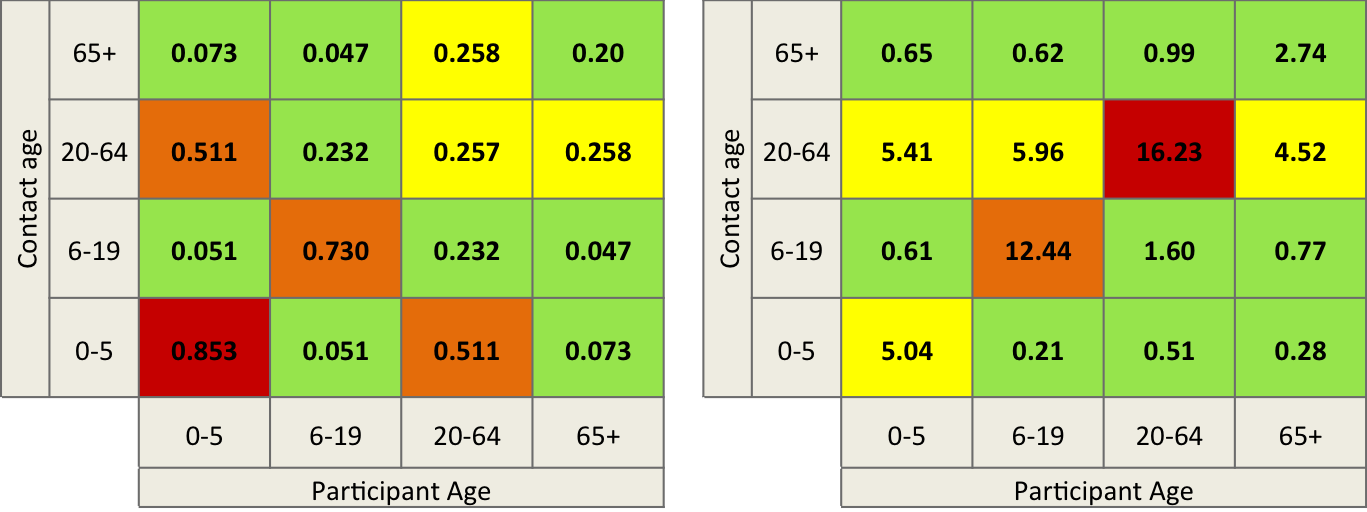 Contact age
65+ 0.073 0.047 0.258 0.20
20-64 0.511 0.232 0.257 0.258
6-19 0.051 0.730 0.232 0.047
0-5 0.853 0.051 0.511 0.073
0-5 6-19 20-64 65+
Participant Age
Contact age
65+ 0.65 0.62 0.99 2.74
20-64 5.41 5.96 16.23 4.52
6-19 0.61 12.44 1.60 0.77
0-5 5.04 0.21 0.51 0.28
0-5 6-19 20-64 65+
Participant Age